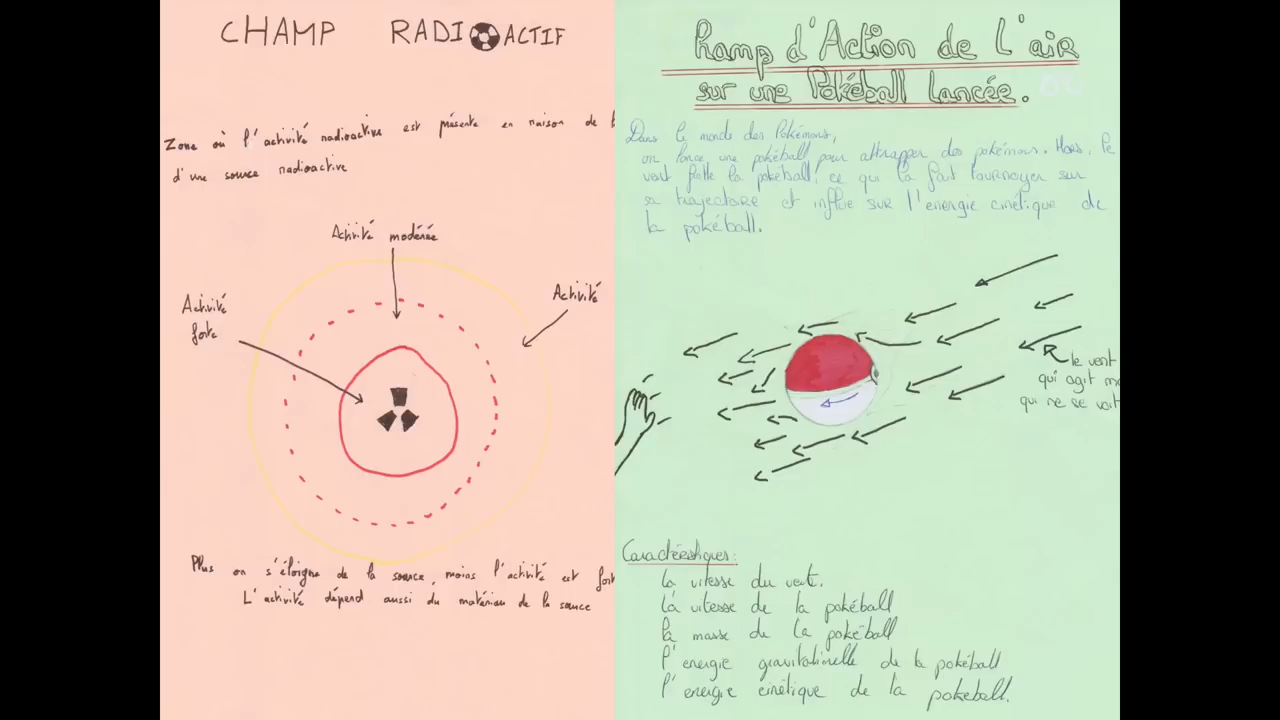 CHAMP RADIOACTIF
Zone où l'activité radioactive est présente en raison de
d'une source radioactive
Activité modérée
Activité
forte
Activité
Plus on s'éloigne de la source, moins l'activité est
L'activité dépend aussi du matériau de la source
Champ d'Action de l'air
sur une Pokéball lancée.
Dans le monde des Pokémons,
on lance une pokéball pour attrapper des pokémons. Hors, le
vent frotte la pokéball, ce qui la fait tournoyer sur
sa trajectoire et influe sur l'energie cinétique de
la pokéball.
le vent
qui agit
qui ne se voit
Caractéristiques:
la vitesse du vent.
la vitesse de la pokéball
la masse de la pokéball
l'energie gravitationelle de la pokéball
l'energie cinétique de la pokeball.